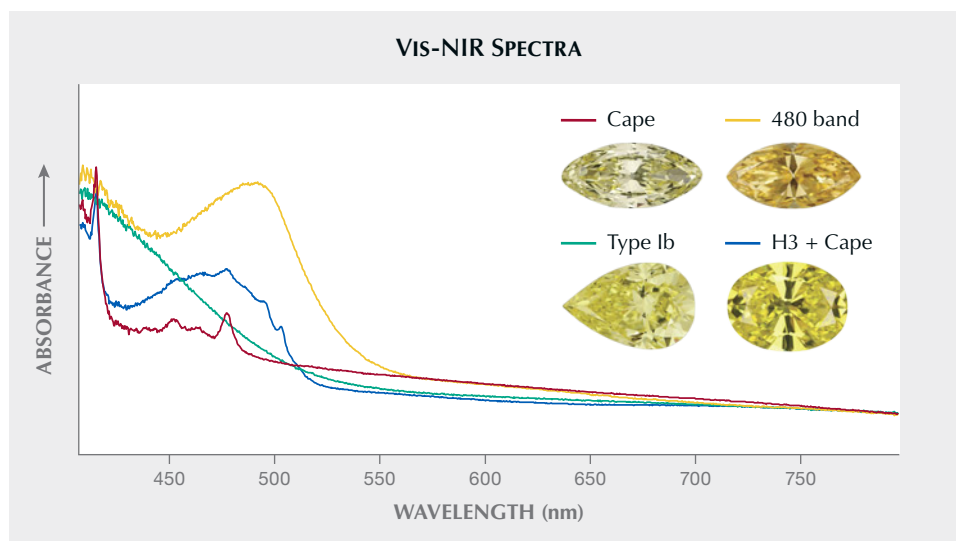 VIS-NIR SPECTRA
Cape
480 band
Type Ib
H3 + Cape
ABSORBANCE
450
500
550
600
650
700
750
WAVELENGTH (nm)